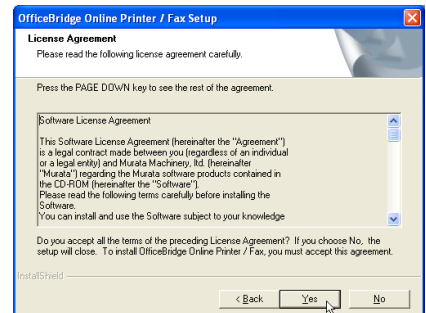 OfficeBridge Online Printer / Fax Setup
License Agreement
Please read the following license agreement carefully.
Press the PAGE DOWN key to see the rest of the agreement.
Software License Agreement
This Software License Agreement (hereinafter the "Agreement")
is a legal contract made between you (regardless of an individual
or a legal entity) and Murata Machinery, ltd. (hereinafter
"Murata") regarding the Murata software products contained in
the CD-ROM (hereinafter the "Software").
Please read the following terms carefully before installing the
Software.
You can install and use the Software subject to your knowledge
Do you accept all the terms of the preceding License Agreement? If you choose No, the
setup will close. To install OfficeBridge Online Printer / Fax, you must accept this agreement.
InstallShield
< Back Yes No